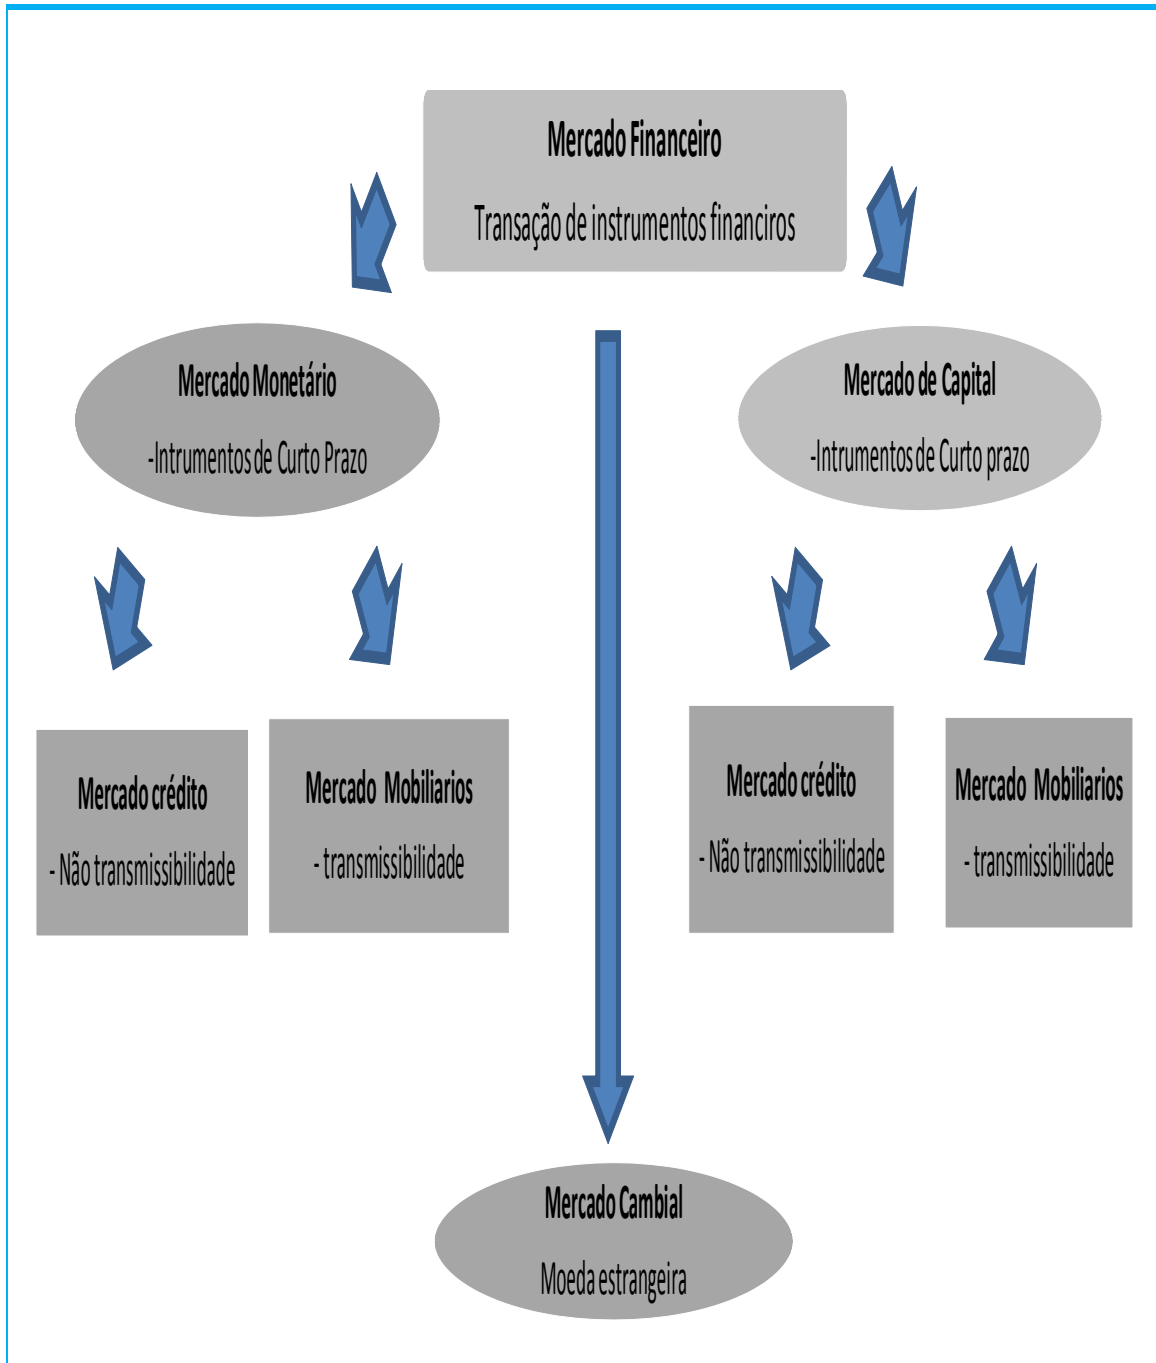 Mercado Financeiro
Transação de instrumentos financiros
Mercado Monetário
-Intrumentos de Curto Prazo
Mercado de Capital
-Intrumentos de Curto prazo
Mercado crédito
- Não transmissibilidade
Mercado Mobiliarios
- transmissibilidade
Mercado crédito
- Não transmissibilidade
Mercado Mobiliarios
- transmissibilidade
Mercado Cambial
Moeda estrangeira